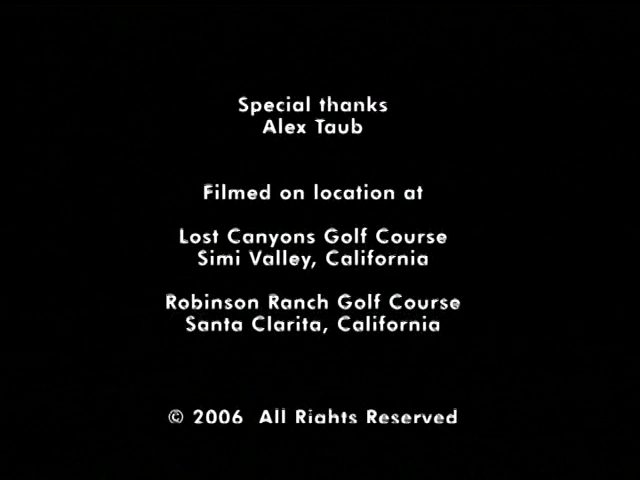 Special thanks
Alex Taub
Filmed on location at
Lost Canyons Golf Course
Simi Valley, California
Robinson Ranch Golf Course
Santa Clarita, California
© 2006 All Rights Reserved